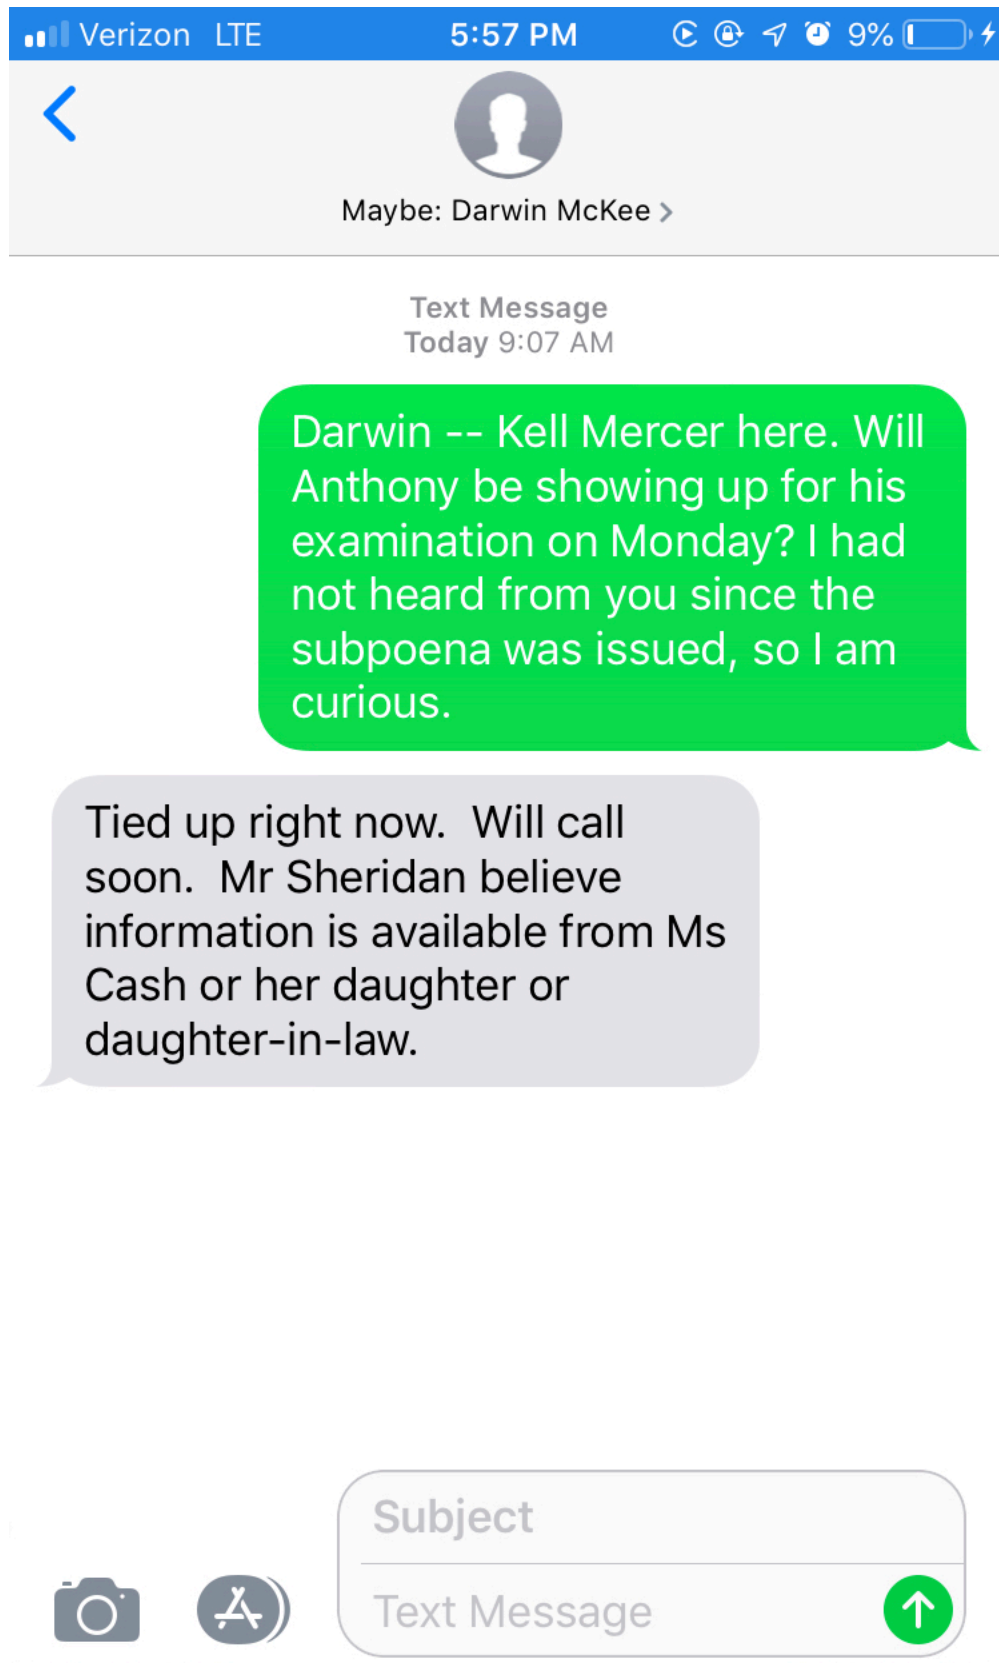 Verizon LTE 5:57 PM 9%
Maybe: Darwin McKee
Text Message
Today 9:07 AM
Darwin -- Kell Mercer here. Will
Anthony be showing up for his
examination on Monday? I had
not heard from you since the
subpoena was issued, so I am
curious.
Tied up right now.  Will call
soon.  Mr Sheridan believe
information is available from Ms
Cash or her daughter or
daughter-in-law.
Subject
Text Message